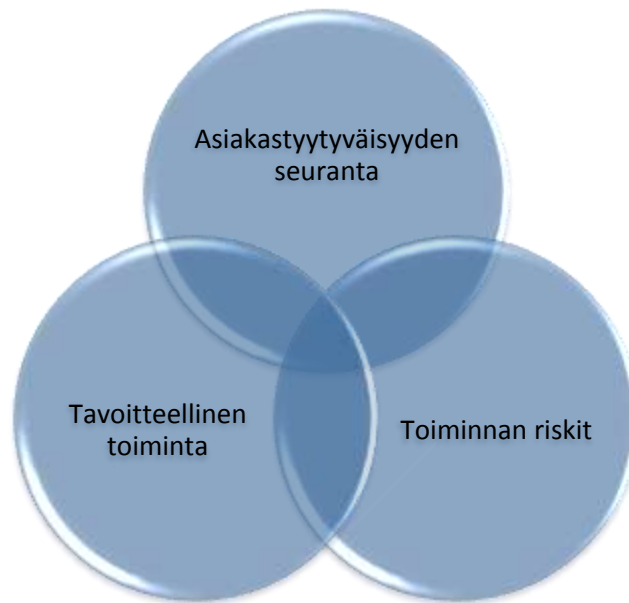 Asiakastyytyväisyyden
seuranta
Tavoitteellinen
toiminta
Toiminnan riskit